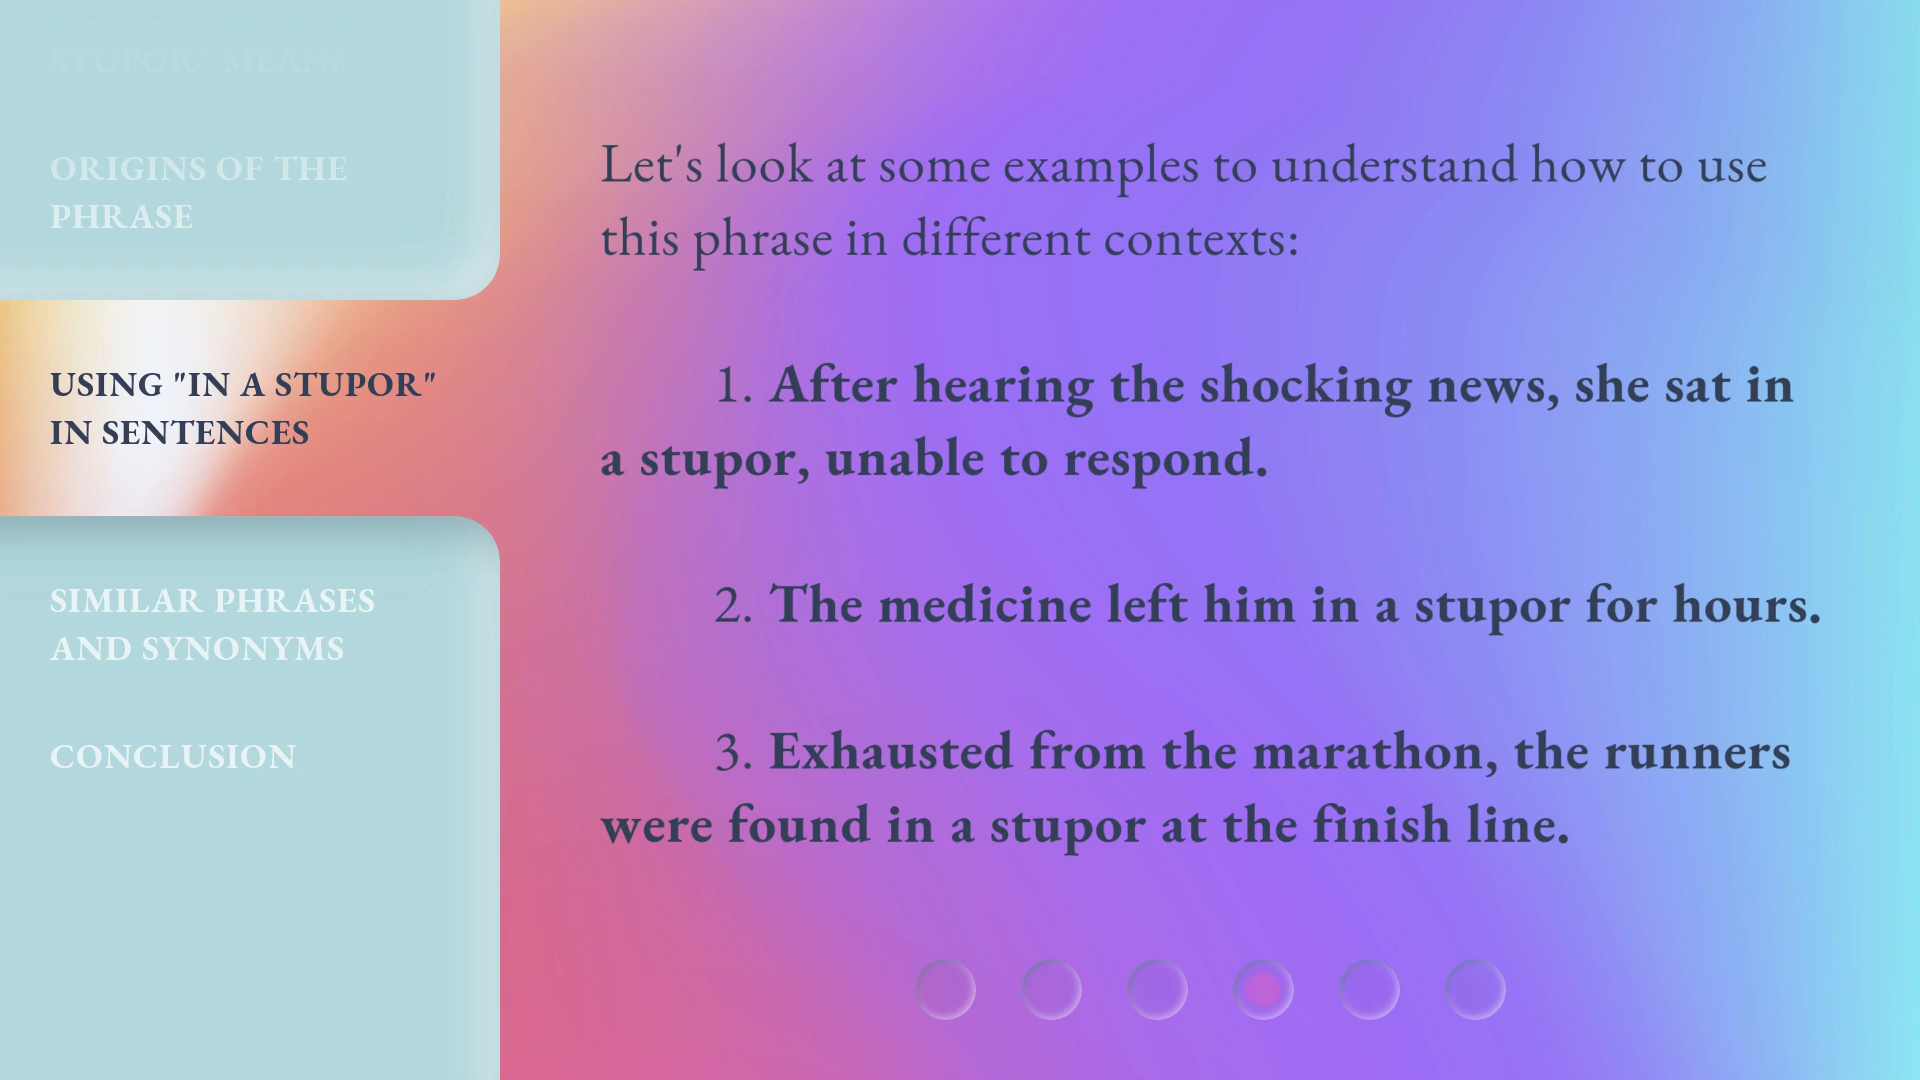 STUPOR" MEAN?
ORIGINS OF THE
PHRASE
USING "IN A STUPOR"
IN SENTENCES
SIMILAR PHRASES
AND SYNONYMS
CONCLUSION
Let's look at some examples to understand how to use
this phrase in different contexts:
1. After hearing the shocking news, she sat in
a stupor, unable to respond.
2. The medicine left him in a stupor for hours.
3. Exhausted from the marathon, the runners
were found in a stupor at the finish line.